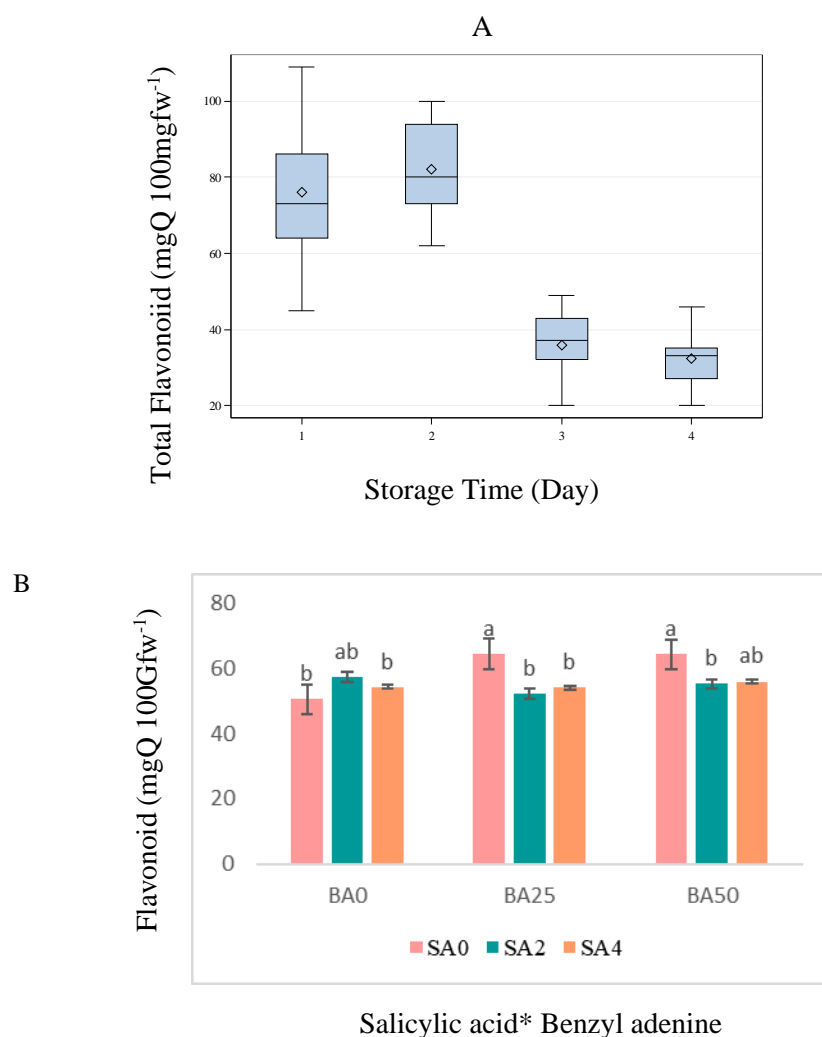 A
Total Flavonoiid (mgQ 100mgfw-1)
100
80
60
40
20
1 2 3 4
Storage Time (Day)
B
Flavonoid (mgQ 100Gfw-1)
80
60
40
20
0
b ab b a b b a b ab
BA0 BA25 BA50
SA0 SA2 SA4
Salicylic acid* Benzyl adenine